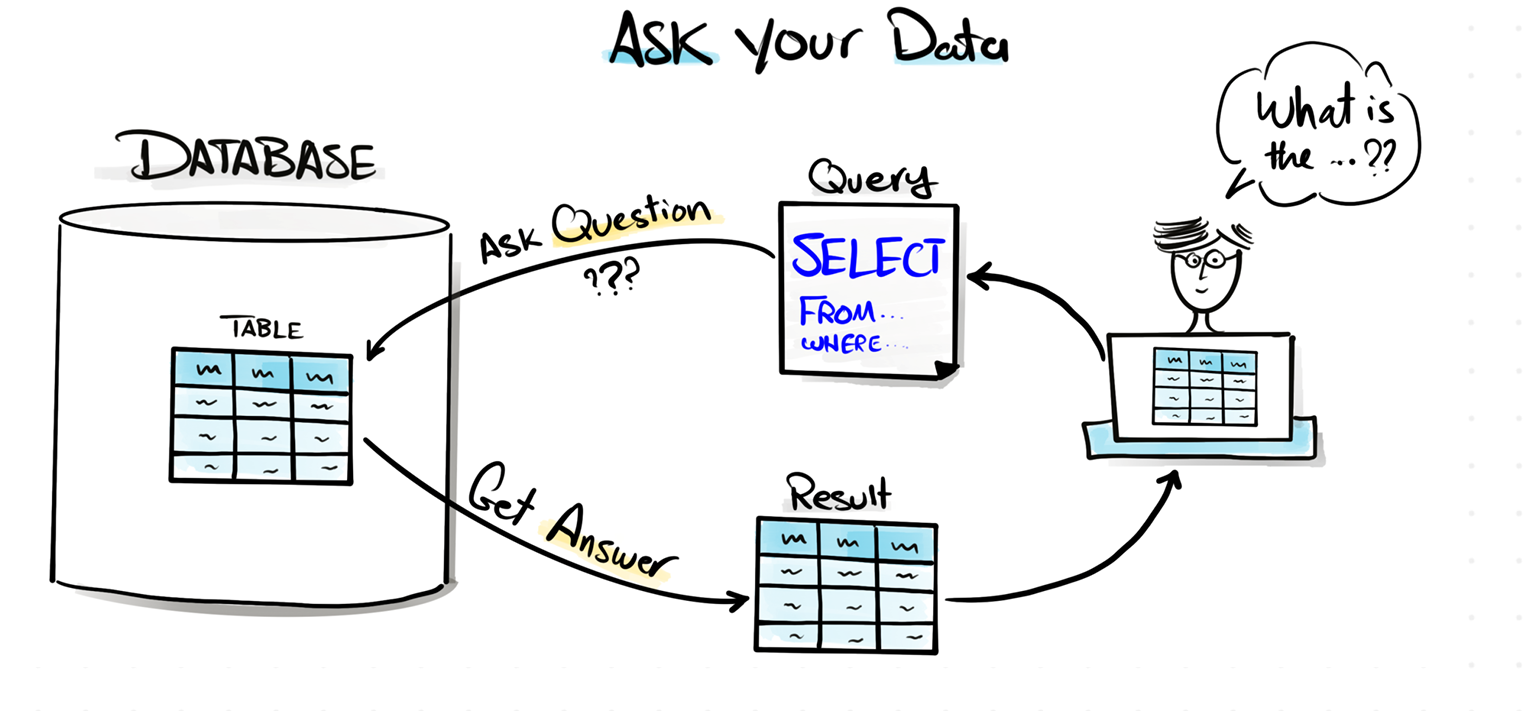 ASK Your Data
DATABASE
TABLE
ASK Question
???
Query
SELECT
FROM...
WHERE...
What is
the ...??
Get Answer
Result